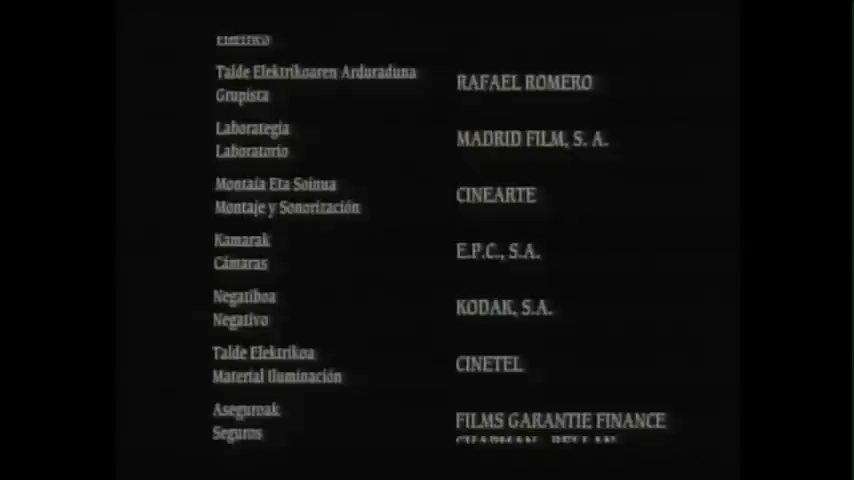 Talde Elektrikoaren Arduraduna
Grupista
RAFAEL ROMERO
Laborategia
Laboratorio
MADRID FILM, S. A.
Montaia Eta Soinua
Montaje y Sonorización
CINEARTE
Kamarak
Cámaras
E.P.C., S.A.
Negatiboa
Negativo
KODAK, S.A.
Talde Elektrikoa
Material Iluminación
CINETEL
Aseguroak
Seguros
FILMS GARANTIE FINANCE